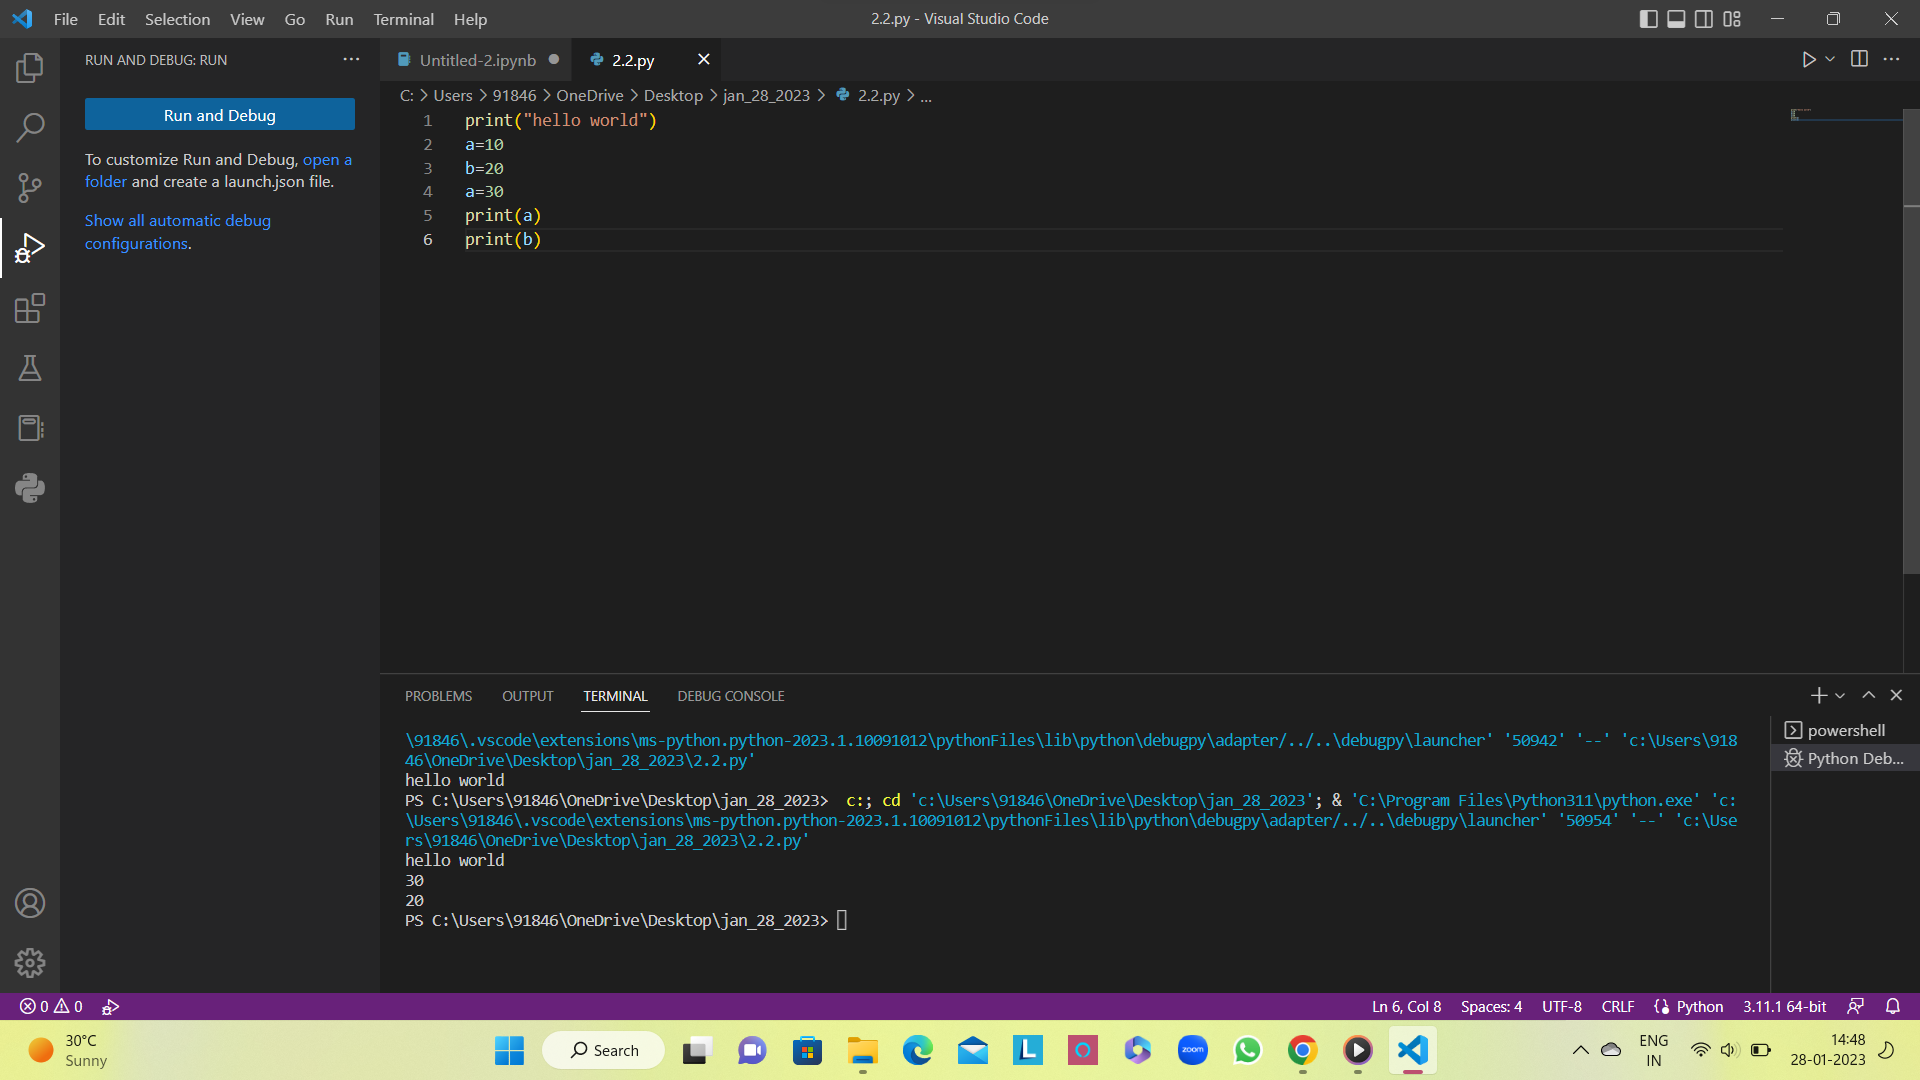 File Edit Selection View Go Run Terminal Help
2.2.py - Visual Studio Code
RUN AND DEBUG: RUN
Run and Debug
To customize Run and Debug, open a
folder and create a launch.json file.
Show all automatic debug
configurations.
Untitled-2.ipynb
2.2.py
C: > Users > 91846 > OneDrive > Desktop > jan_28_2023 > 2.2.py > ...
1 print("hello world")
2 a=10
3 b=20
4 a=30
5 print(a)
6 print(b)
PROBLEMS OUTPUT TERMINAL DEBUG CONSOLE
\91846\.vscode\extensions\ms-python.python-2023.1.10091012\pythonFiles\lib\python\debugpy\adapter/../..\debugpy\launcher' '50942' '--' 'c:\Users\918
46\OneDrive\Desktop\jan_28_2023\2.2.py'
hello world
PS C:\Users\91846\OneDrive\Desktop\jan_28_2023>  c:; cd 'c:\Users\91846\OneDrive\Desktop\jan_28_2023'; & 'C:\Program Files\Python311\python.exe' 'c:
\Users\91846\.vscode\extensions\ms-python.python-2023.1.10091012\pythonFiles\lib\python\debugpy\adapter/../..\debugpy\launcher' '50954' '--' 'c:\Use
rs\91846\OneDrive\Desktop\jan_28_2023\2.2.py'
hello world
30
20
PS C:\Users\91846\OneDrive\Desktop\jan_28_2023>
powershell
Python Deb...
0 0
Ln 6, Col 8 Spaces: 4 UTF-8 CRLF Python 3.11.1 64-bit
30°C
Sunny
Search
zoom
ENG
IN
14:48
28-01-2023